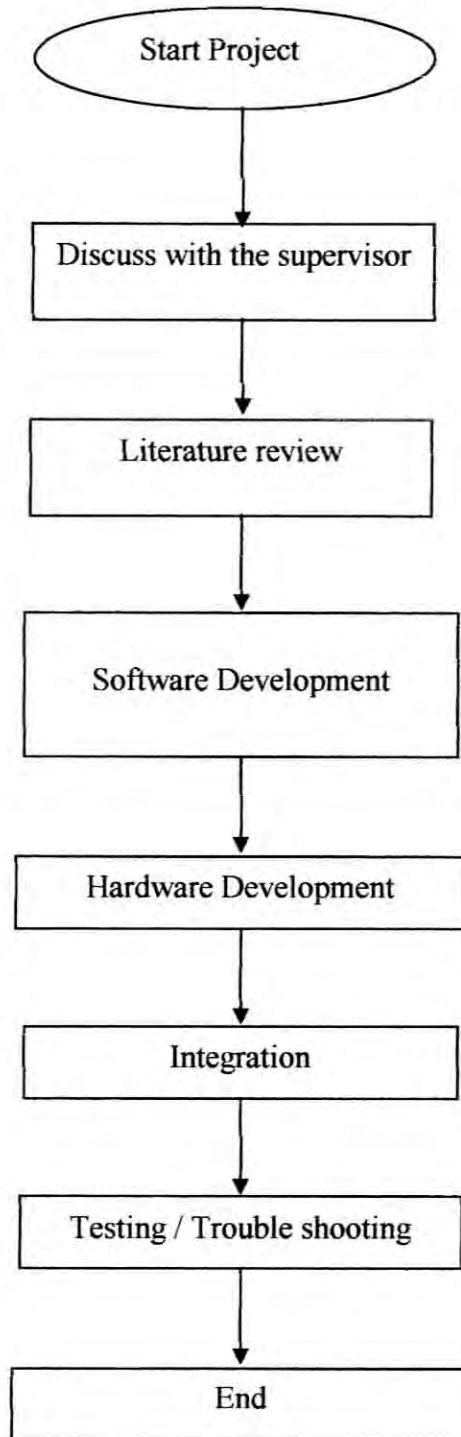 Start Project
Discuss with the supervisor
Literature review
Software Development
Hardware Development
Integration
Testing / Trouble shooting
End